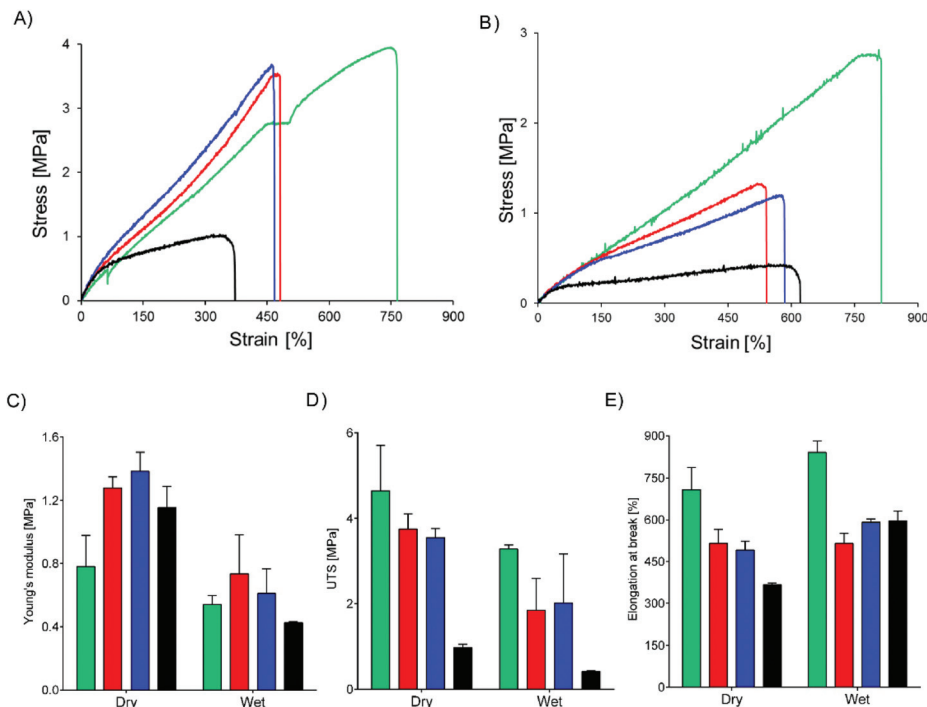 A)
4
3
2
1
0
Stress [MPa]
0 150 300 450 600 750 900
Strain [%]
B)
3
2
1
0
Stress [MPa]
0 150 300 450 600 750 900
Strain [%]
C)
1.6
1.2
0.8
0.4
0.0
Young's modulus [MPa]
Dry Wet
D)
6
4
2
0
UTS [MPa]
Dry Wet
E)
900
750
600
450
300
150
0
Elongation at break [%]
Dry Wet